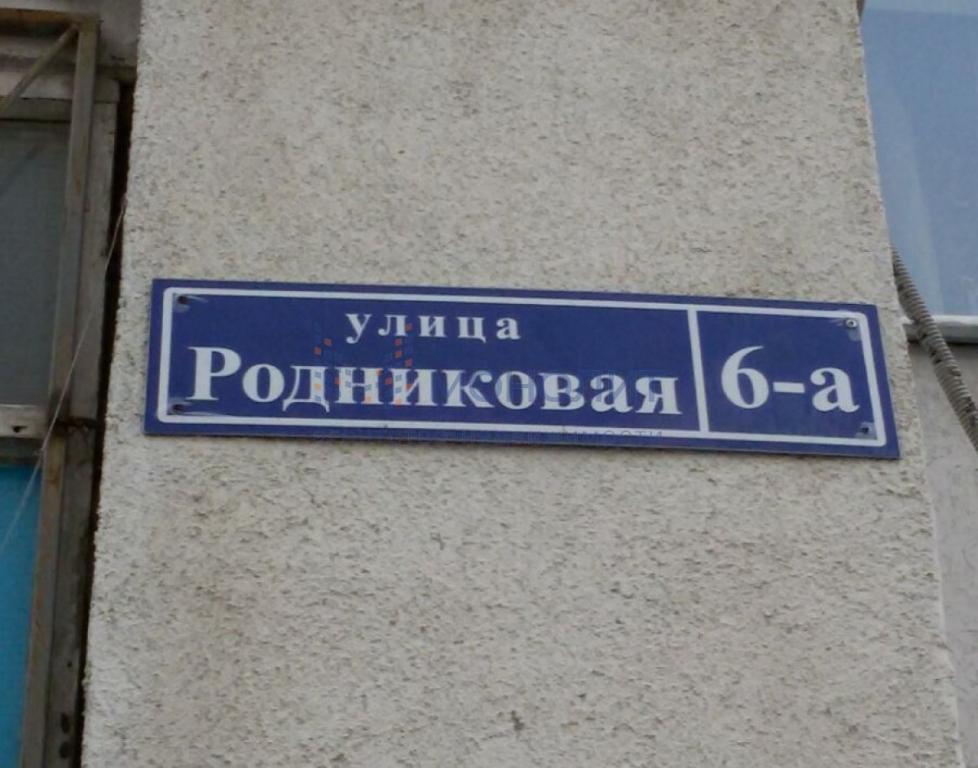 улица
Родниковая
6-а